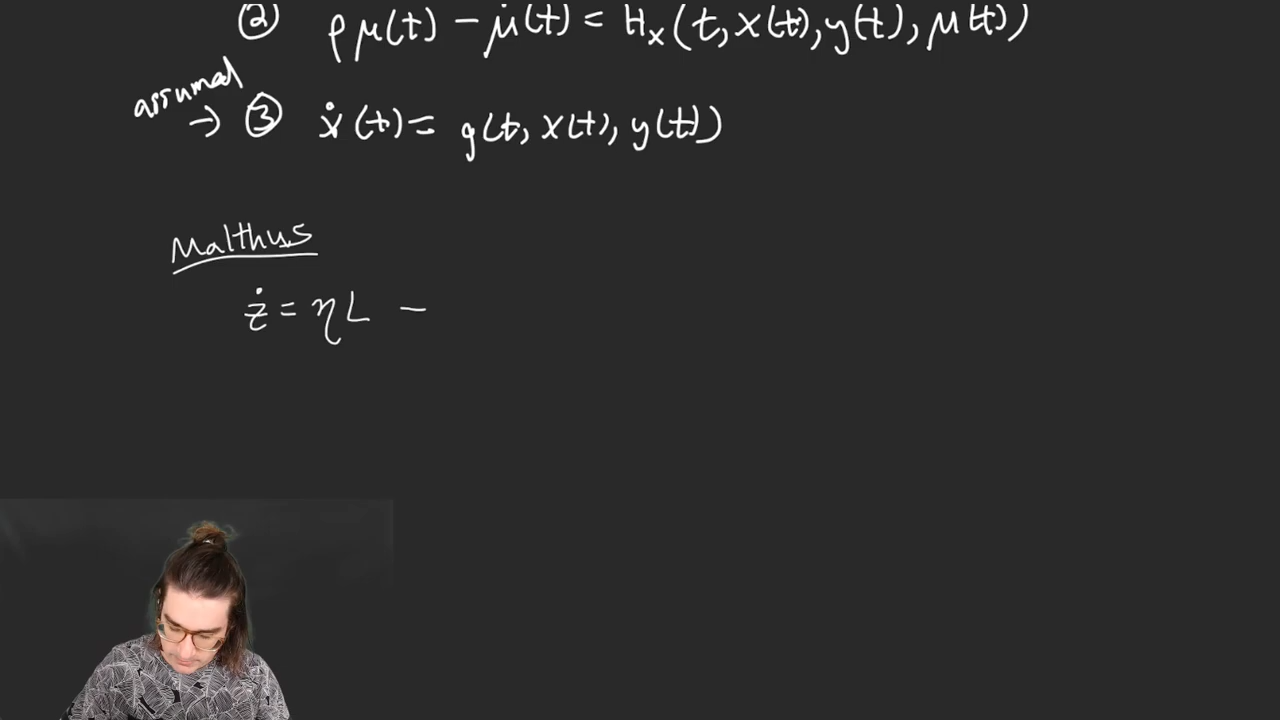 ② ρμ(t) − μ̇(t) = Hₓ(t, x(t), y(t), μ(t))
assumed
→ ③ ẋ(t) = g(t, x(t), y(t))
Malthus
ż = ηL −